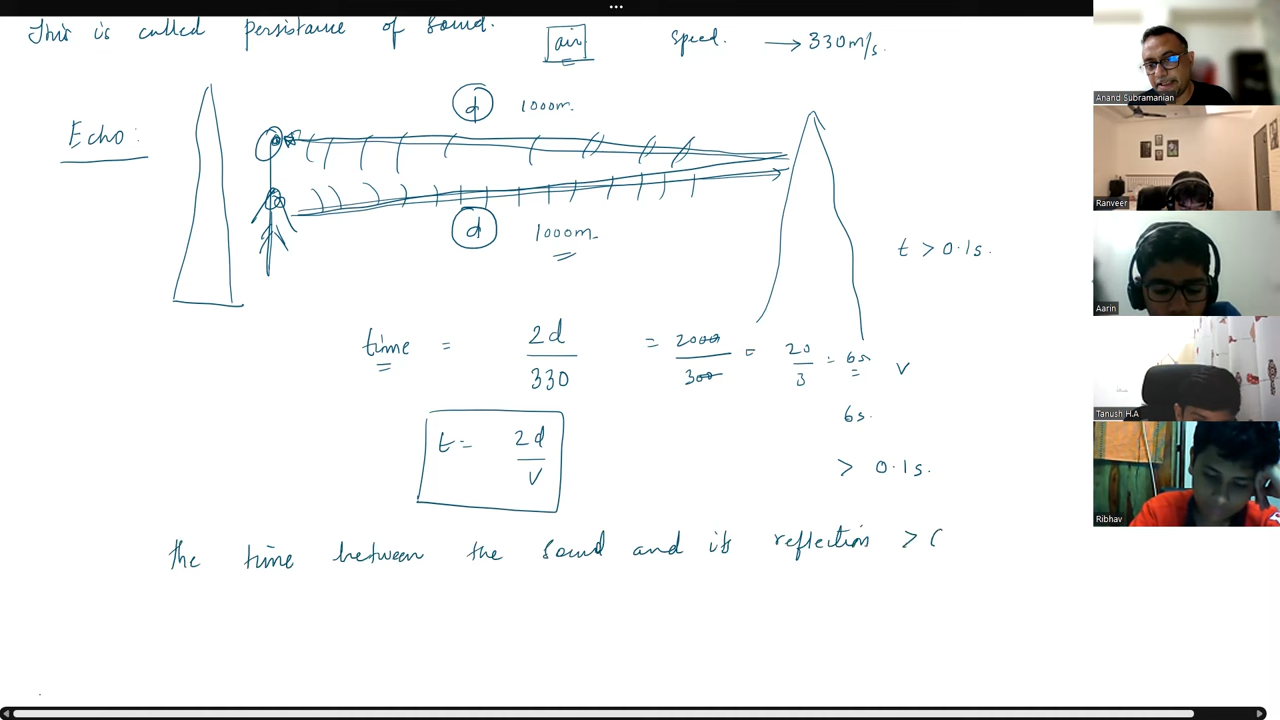 This is called persistance of sound.
air speed. → 330m/s.
d 1000m.
Echo:
d 1000m
t > 0.1s.
time = 2d/330 = 2000/300 = 20/3 = 6s v
6s.
t = 2d/v
> 0.1s.
the time between the sound and its reflection > (
Anand Subramanian
Ranveer
Aarin
Tanush H.A
Ribhav